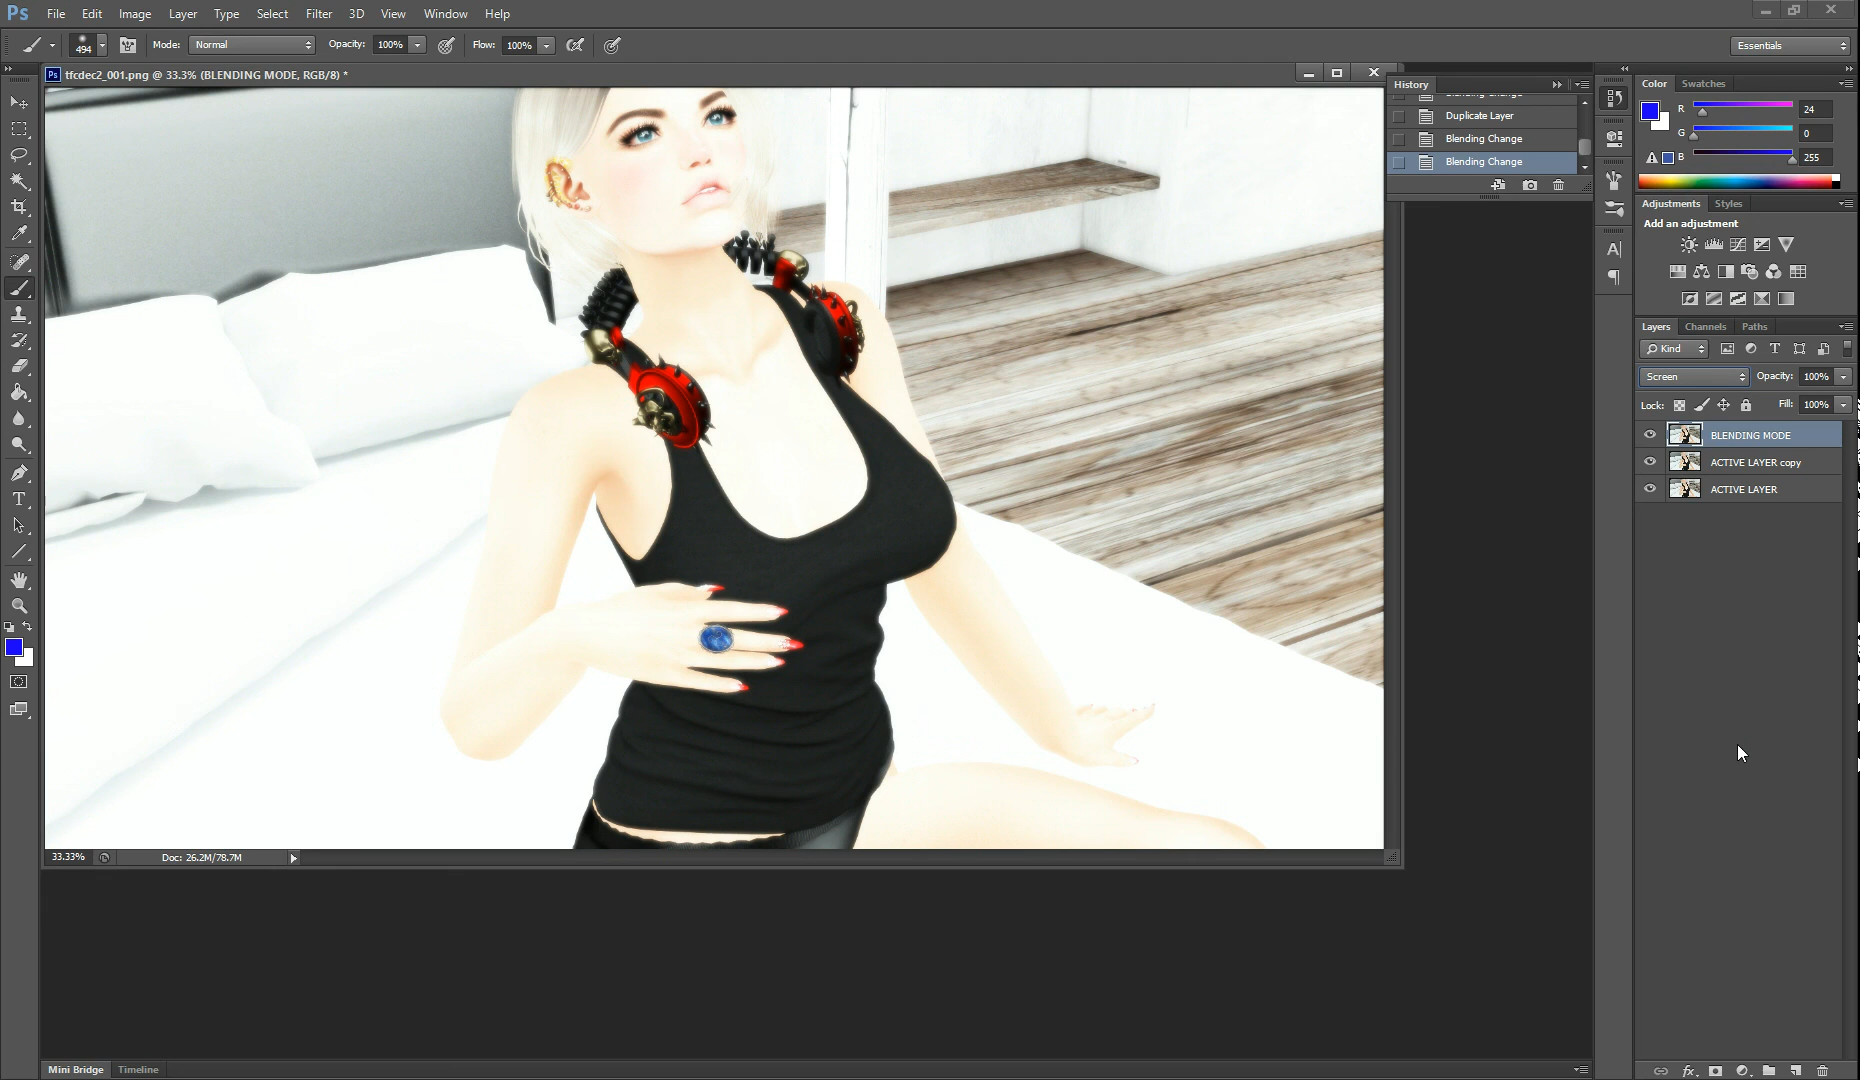 Ps File Edit Image Layer Type Select Filter 3D View Window Help
494 Mode: Normal Opacity: 100% Flow: 100% Essentials
Ps tfcdec2_001.png @ 33.3% (BLENDING MODE, RGB/8) *
History
Blending Change
Duplicate Layer
Blending Change
Blending Change
Color Swatches
R 24
G 0
B 255
Adjustments Styles
Add an adjustment
Layers Channels Paths
Kind
Screen Opacity: 100%
Lock: Fill: 100%
BLENDING MODE
ACTIVE LAYER copy
ACTIVE LAYER
33.33% Doc: 26.2M/78.7M
Mini Bridge Timeline